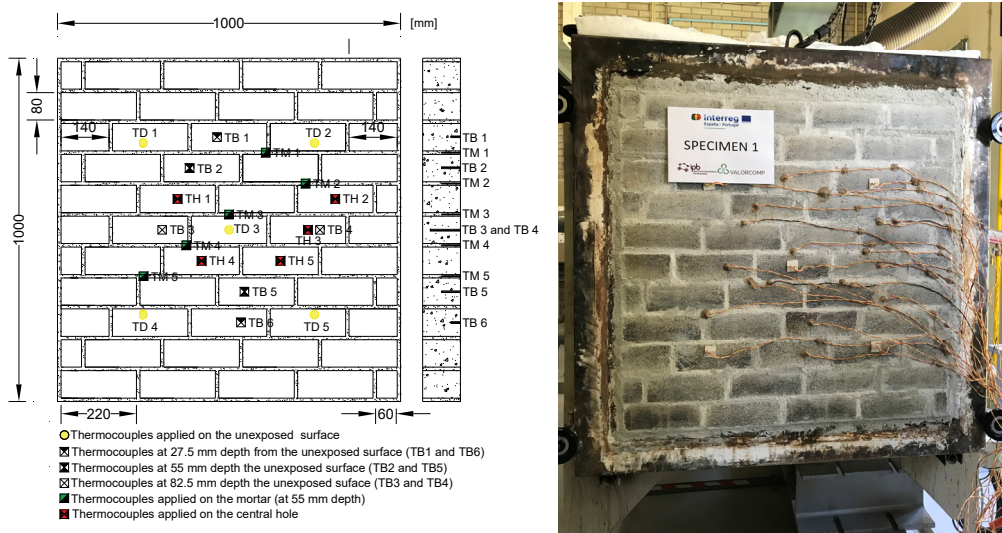 1000
[mm]
1000
80
140
140
TD 1
TB 1
TD 2
TM 1
TB 2
TM 2
TH 1
TH 2
TM 3
TB 3
TD 3
TB 4
TH 3
TM 4
TH 4
TH 5
TM 5
TB 5
TD 4
TB 6
TD 5
220
60
TB 1
TM 1
TB 2
TM 2
TM 3
TB 3 and TB 4
TM 4
TM 5
TB 5
TB 6
Thermocouples applied on the unexposed surface
Thermocouples at 27.5 mm depth from the unexposed surface (TB1 and TB6)
Thermocouples at 55 mm depth the unexposed surface (TB2 and TB5)
Thermocouples at 82.5 mm depth the unexposed suface (TB3 and TB4)
Thermocouples applied on the mortar (at 55 mm depth)
Thermocouples applied on the central hole
Interreg
España - Portugal
SPECIMEN 1
ipb
VALORCOMP